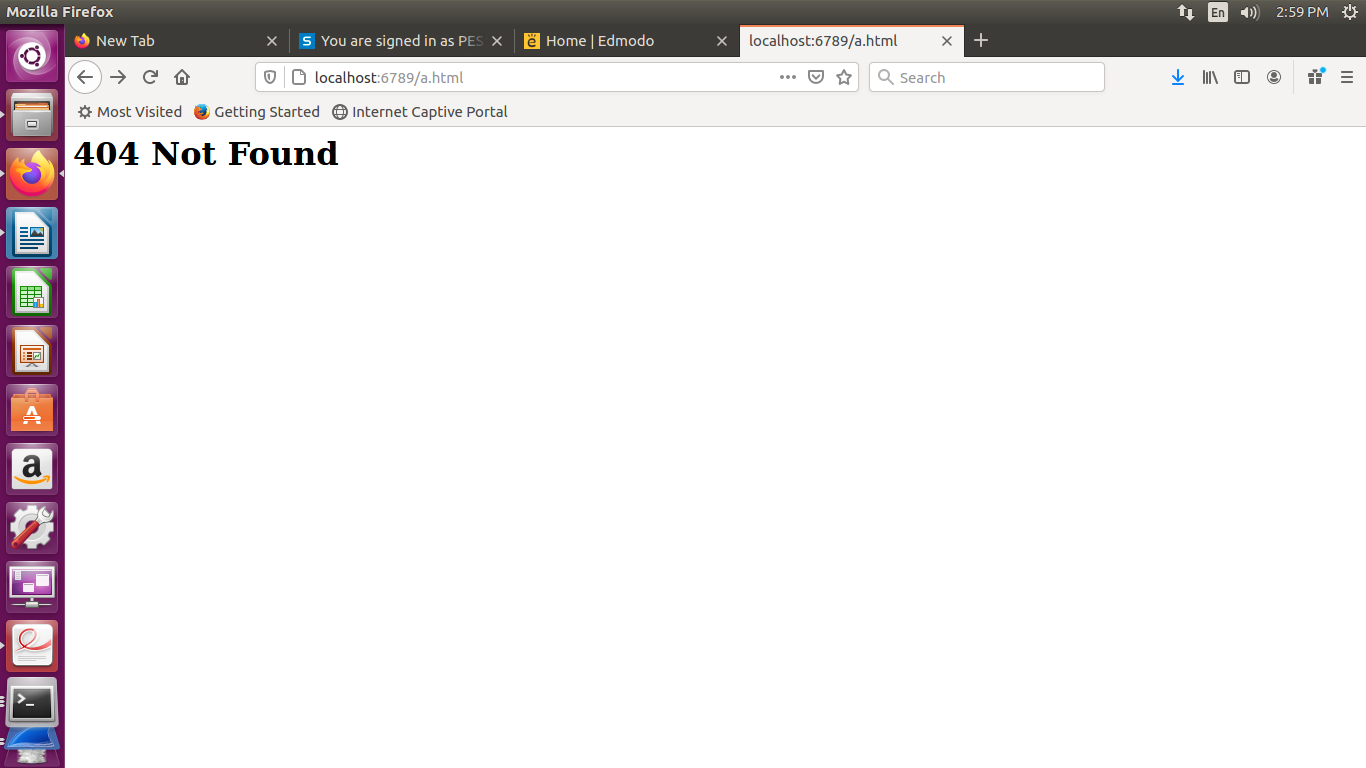 Mozilla Firefox
En
2:59 PM
New Tab
You are signed in as PES
Home | Edmodo
localhost:6789/a.html
localhost:6789/a.html
Search
Most Visited
Getting Started
Internet Captive Portal
404 Not Found